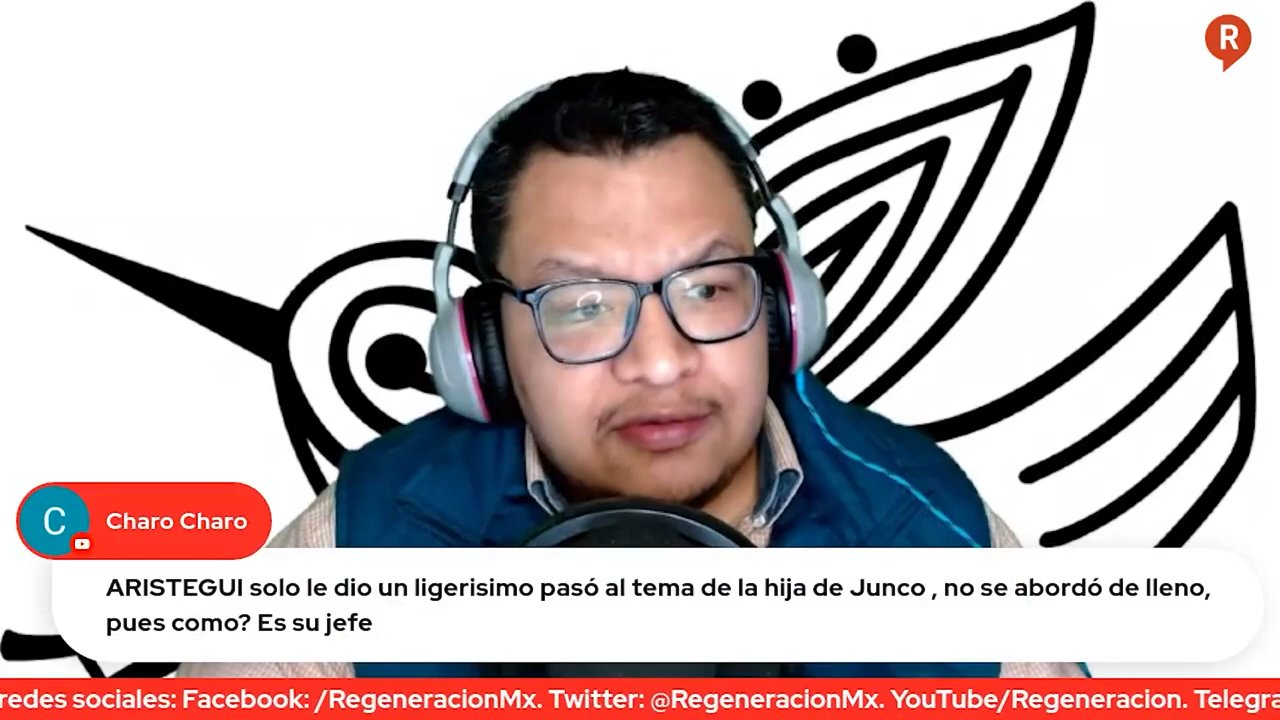 R
C
Charo Charo
ARISTEGUI solo le dio un ligerisimo pasó al tema de la hija de Junco , no se abordó de lleno,
pues como? Es su jefe
redes sociales: Facebook: /RegeneracionMx. Twitter: @RegeneracionMx. YouTube/Regeneracion. Telegra